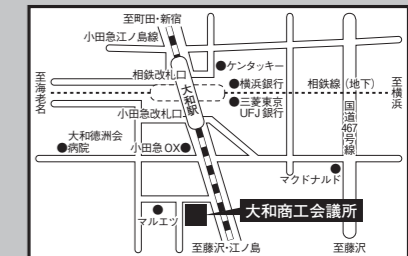 至町田・新宿
小田急江ノ島線
ケンタッキー
相鉄改札口
横浜銀行
相鉄線（地下）
至海老名
大和駅
至横浜
三菱東京
UFJ銀行
小田急改札口
国道467号線
大和徳洲会
病院
小田急OX
マクドナルド
マルエツ
大和商工会議所
至藤沢・江ノ島
至藤沢